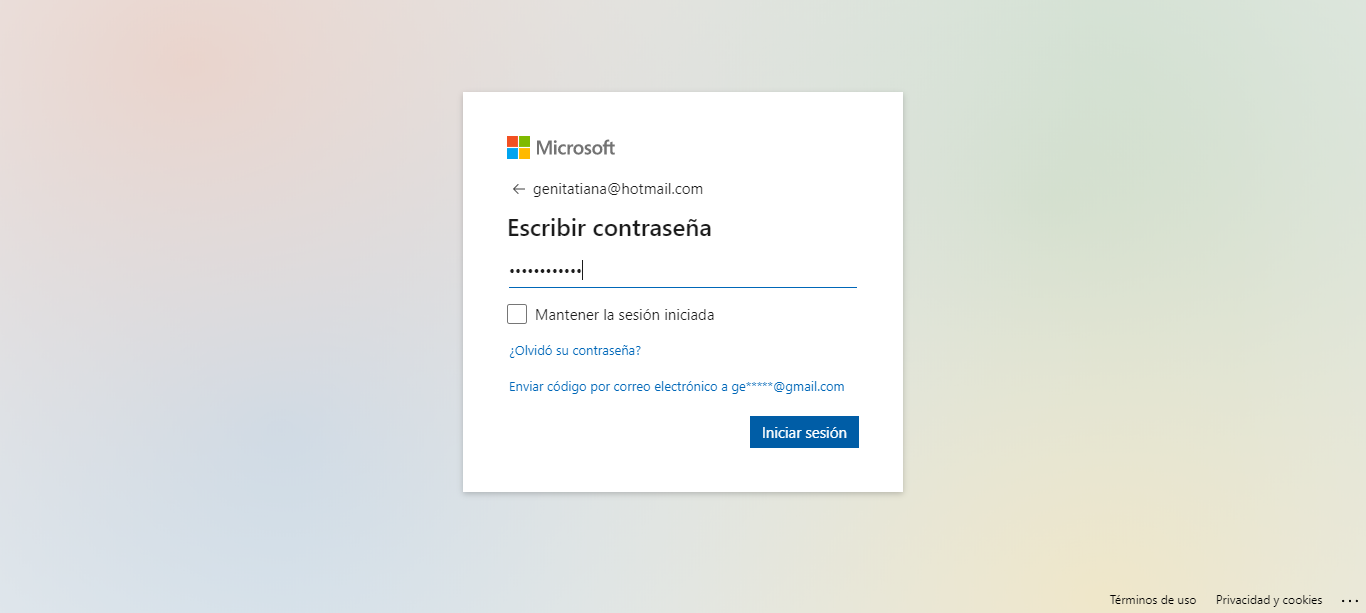 Microsoft
genitatiana@hotmail.com
Escribir contraseña
••••••••••••
Mantener la sesión iniciada
¿Olvidó su contraseña?
Enviar código por correo electrónico a ge*****@gmail.com
Iniciar sesión
Términos de uso Privacidad y cookies ...